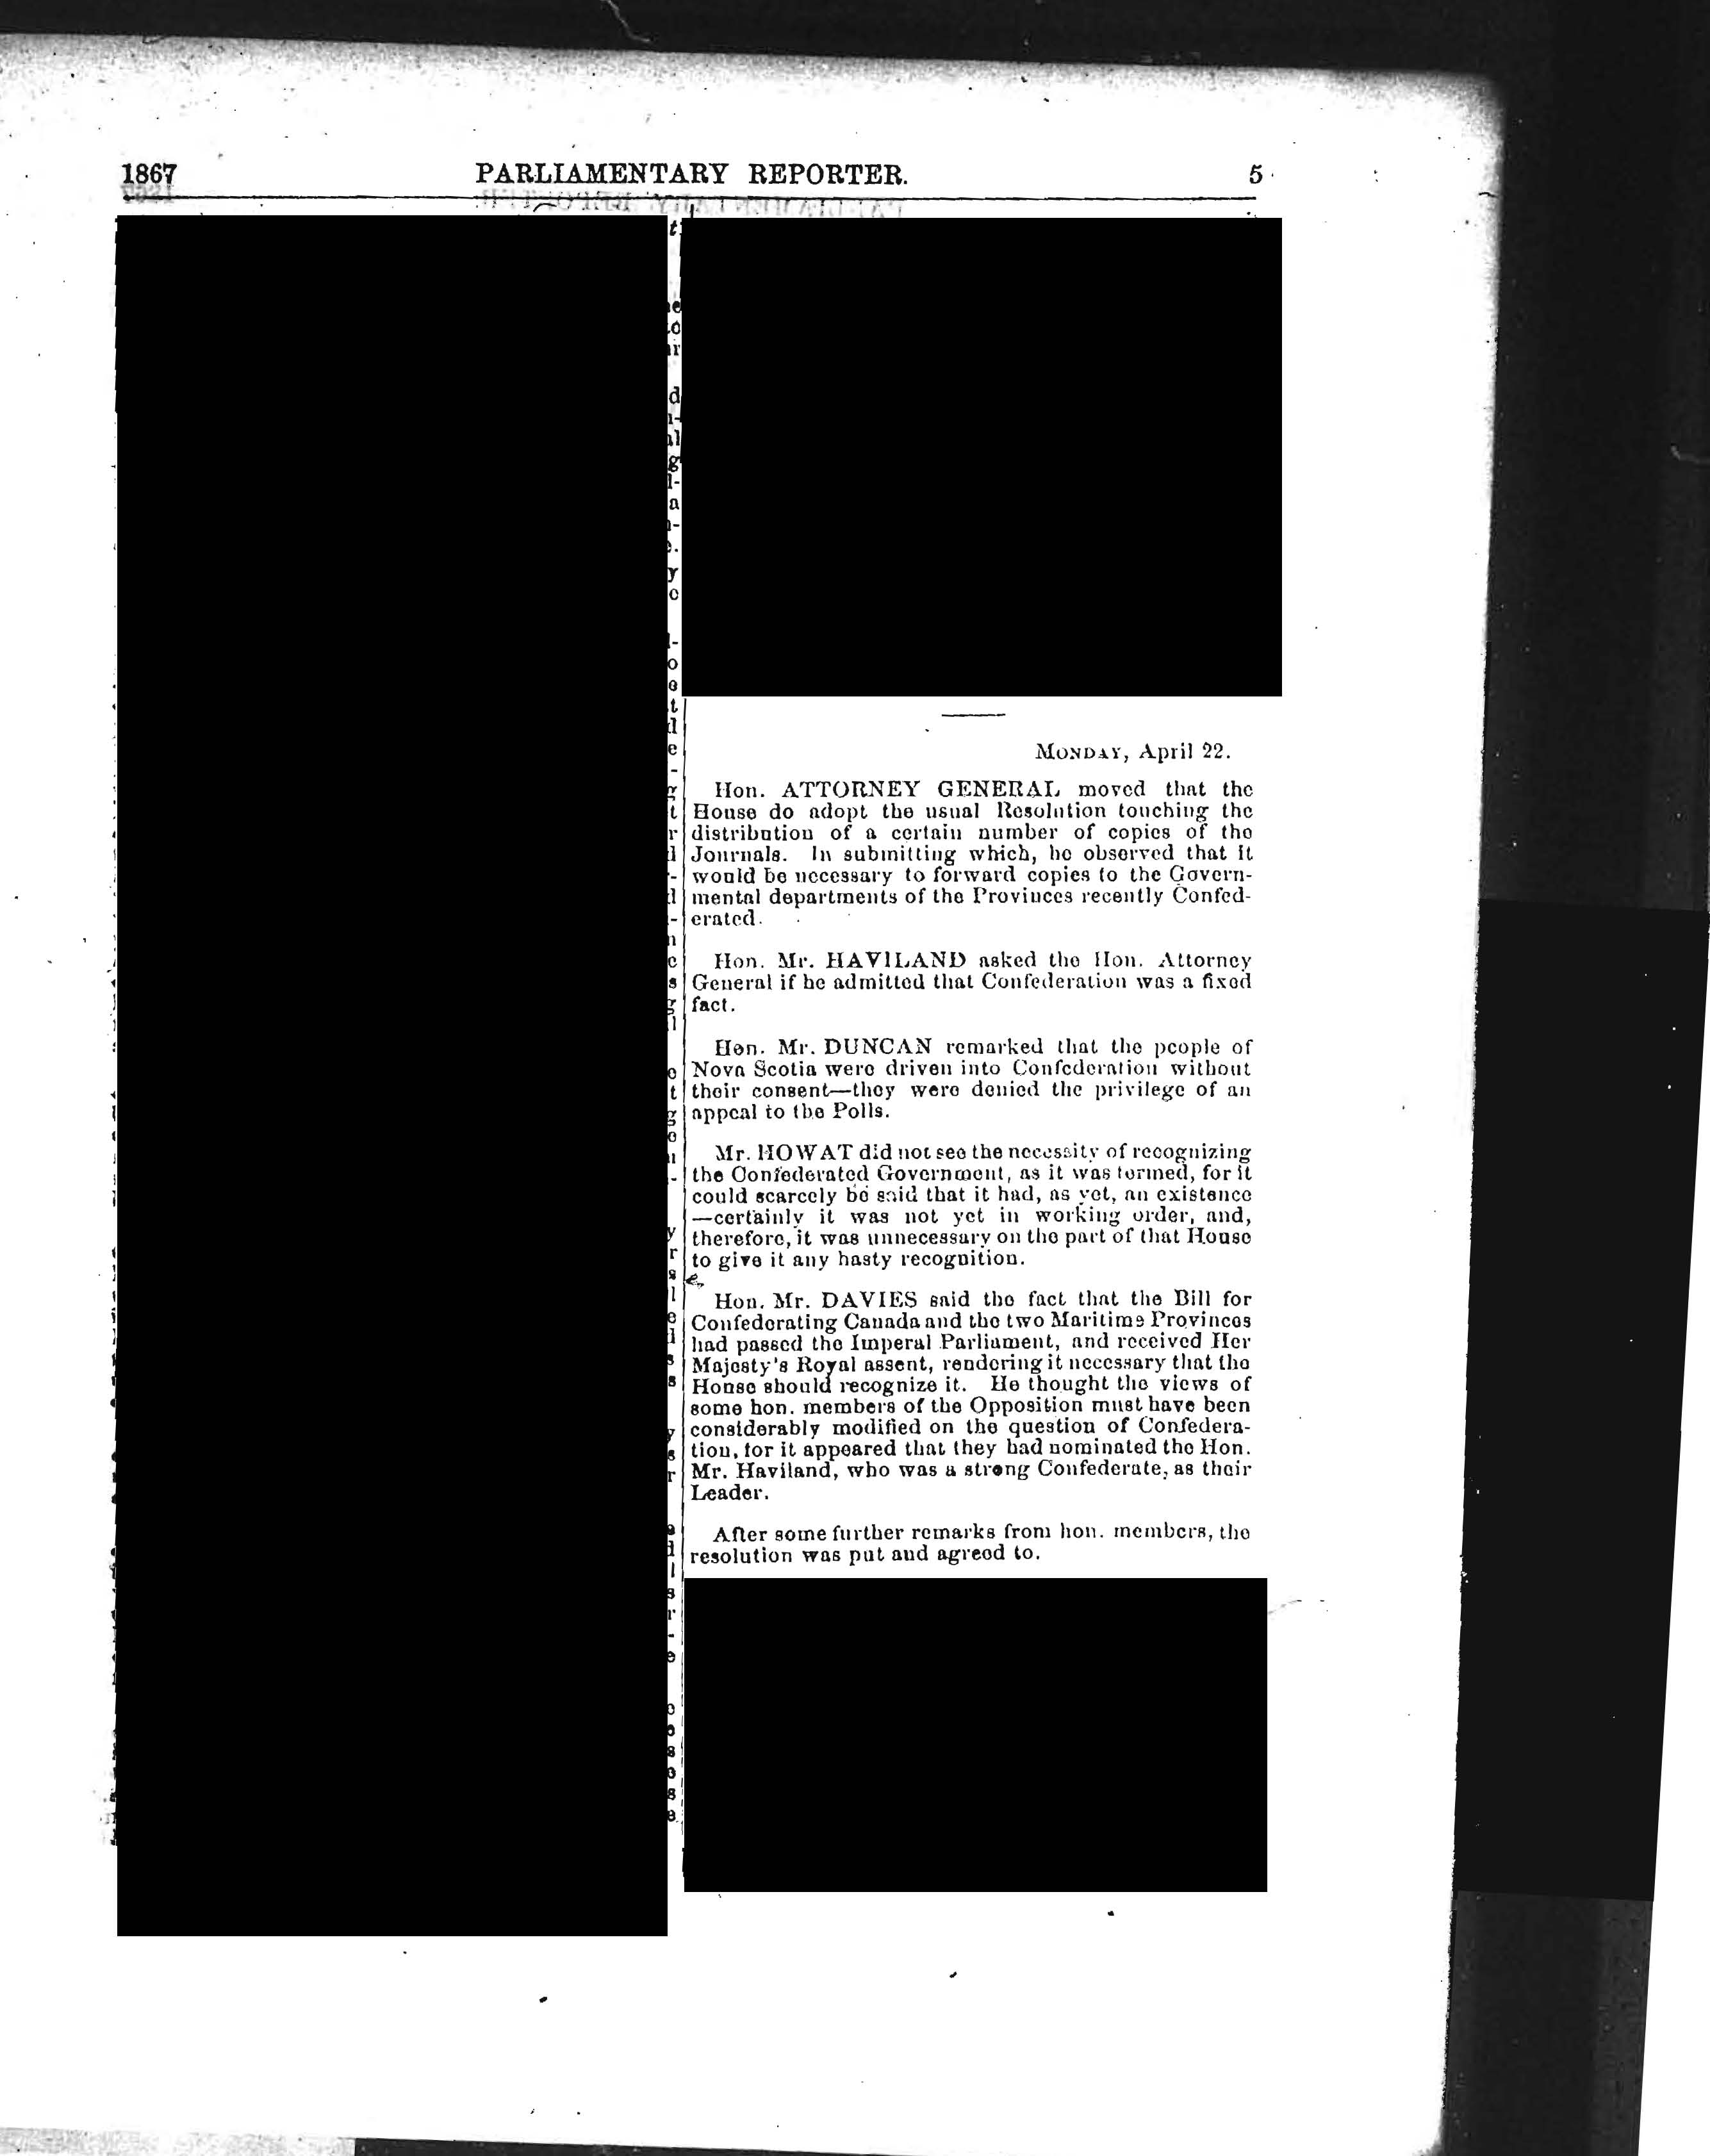 1867 PARLIAMENTARY REPORTER. 5
MONDAY, April 22.
Hon. ATTORNEY GENERAL moved that the
House do adopt the usual Resolution touching the
distribution of a certain number of copies of the
Journals. In submitting which, he observed that it
would be necessary to forward copies to the Govern-
mental departments of the Provinces recently Confed-
erated.
Hon. Mr. HAVILAND asked the Hon. Attorney
General if he admitted that Confederation was a fixed
fact.
Hon. Mr. DUNCAN remarked that the people of
Nova Scotia were driven into Confederation without
their consent—they were denied the privilege of an
appeal to the Polls.
Mr. HOWAT did not see the necessity of recognizing
the Confederated Government, as it was termed, for it
could scarcely be said that it had, as yet, an existence
—certainly it was not yet in working order, and,
therefore, it was unnecessary on the part of that House
to give it any hasty recognition.
Hon. Mr. DAVIES said the fact that the Bill for
Confederating Canada and the two Maritime Provinces
had passed the Imperal Parliament, and received Her
Majesty's Royal assent, rendering it necessary that the
House should recognize it. He thought the views of
some hon. members of the Opposition must have been
considerably modified on the question of Confedera-
tion, for it appeared that they had nominated the Hon.
Mr. Haviland, who was a strong Confederate, as their
Leader.
After some further remarks from hon. members, the
resolution was put and agreed to.